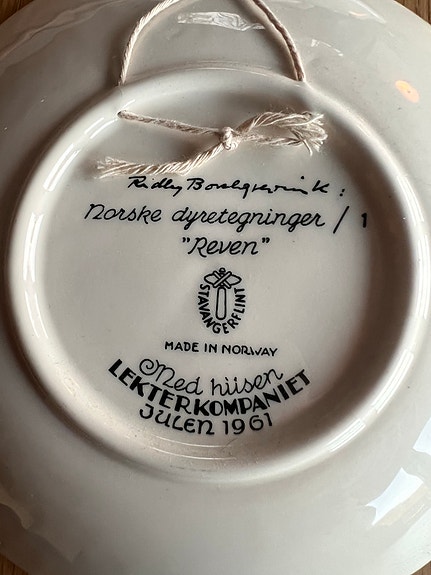 Ridley Borchgrevink :
Norske dyretegninger / 1
"Reven"
STAVANGERFLINT
MADE IN NORWAY
Med hilsen
LEKTERKOMPANIET
JULEN 1961